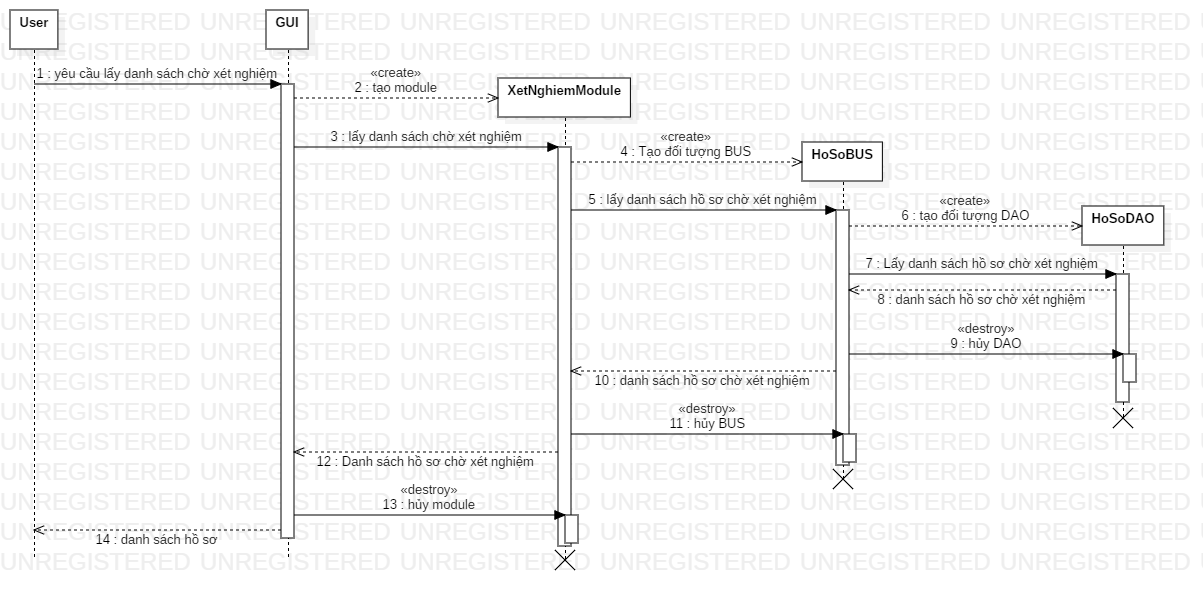 User
GUI
1 : yêu cầu lấy danh sách chờ xét nghiệm
«create»
2 : tạo module
XetNghiemModule
3 : lấy danh sách chờ xét nghiệm
«create»
4 : Tạo đối tượng BUS
HoSoBUS
5 : lấy danh sách hồ sơ chờ xét nghiệm
«create»
6 : tạo đối tượng DAO
HoSoDAO
7 : Lấy danh sách hồ sơ chờ xét nghiệm
8 : danh sách hồ sơ chờ xét nghiệm
«destroy»
9 : hủy DAO
10 : danh sách hồ sơ chờ xét nghiệm
«destroy»
11 : hủy BUS
12 : Danh sách hồ sơ chờ xét nghiệm
«destroy»
13 : hủy module
14 : danh sách hồ sơ
UNREGISTERED